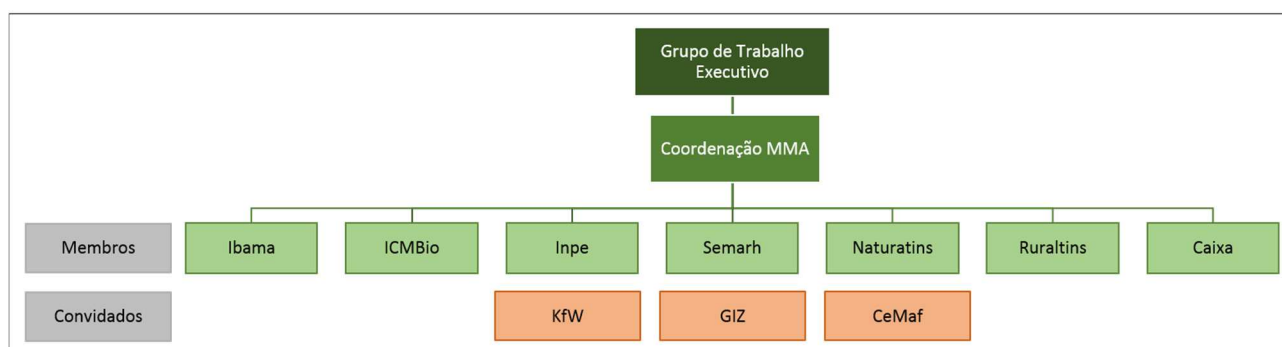 Grupo de Trabalho
Executivo
Coordenação MMA
Membros
Ibama
ICMBio
Inpe
Semarh
Naturatins
Ruraltins
Caixa
Convidados
KfW
GIZ
CeMaf